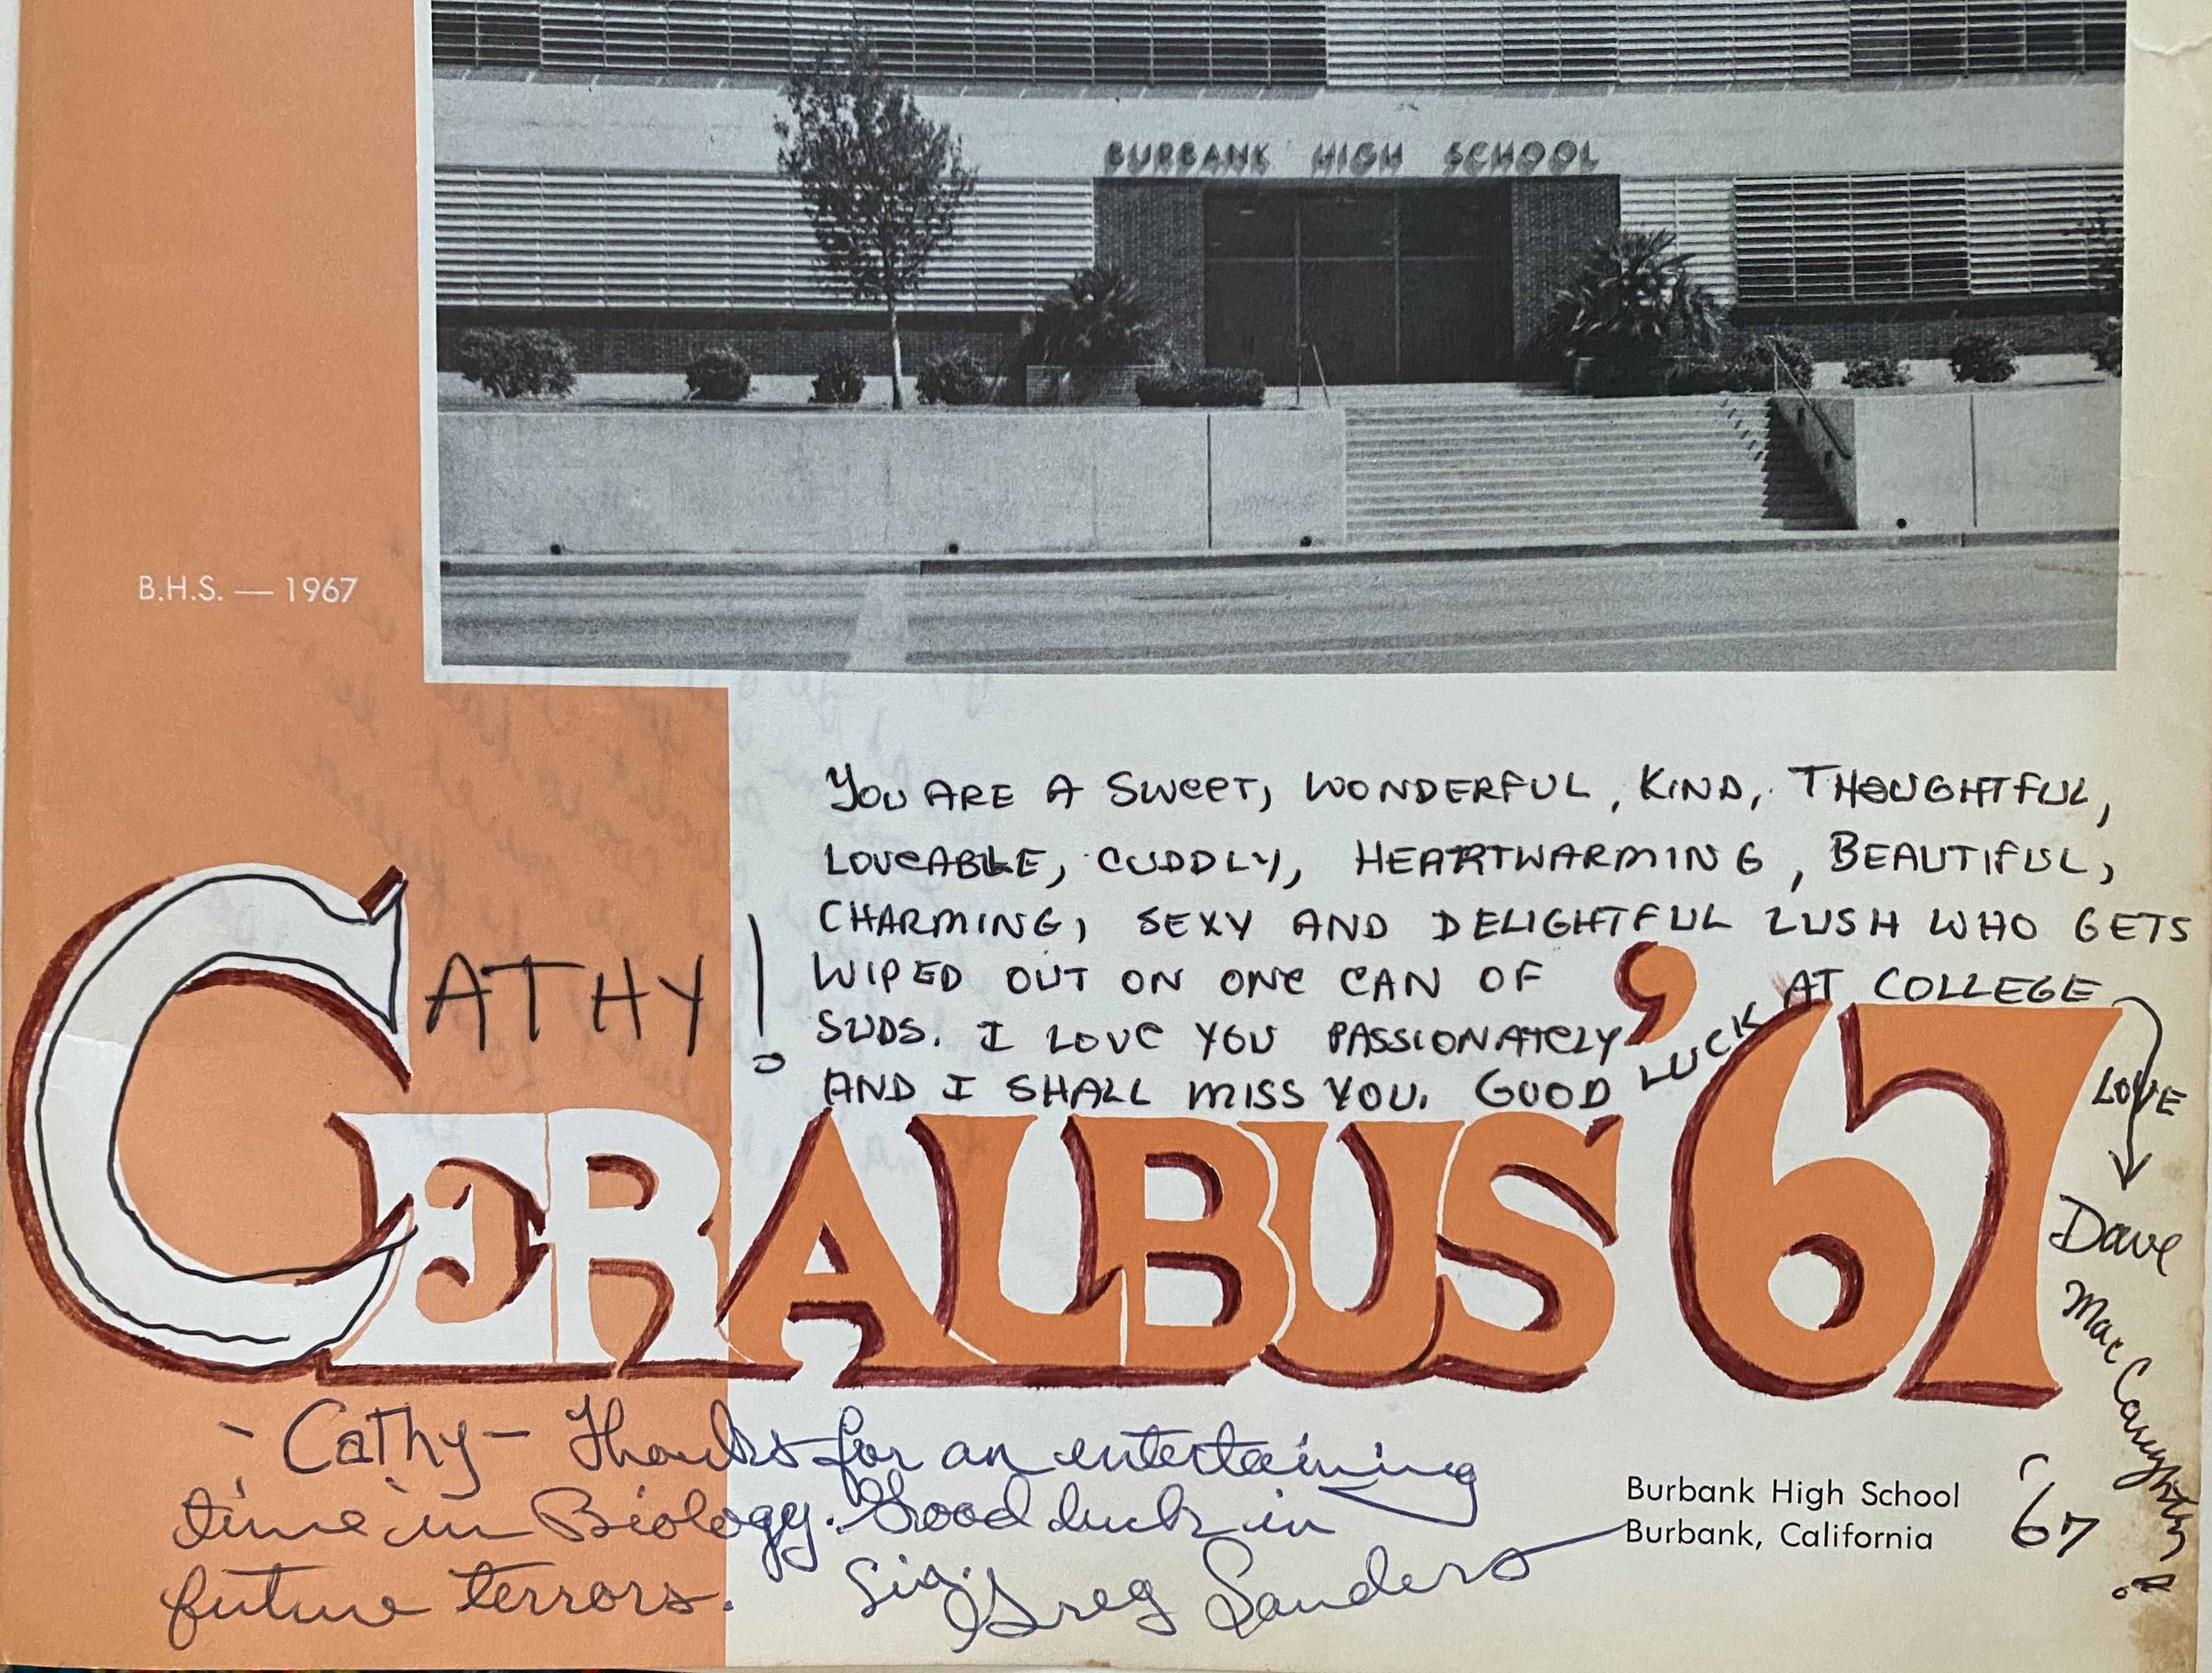 BURBANK HIGH SCHOOL
B.H.S. — 1967
CATHY!
YOU ARE A SWEET, WONDERFUL, KIND, THOUGHTFUL,
LOVEABLE, CUDDLY, HEARTWARMING, BEAUTIFUL,
CHARMING, SEXY AND DELIGHTFUL LUSH WHO GETS
WIPED OUT ON ONE CAN OF
SUDS. I LOVE YOU PASSIONATELY
AND I SHALL MISS YOU. GOOD LUCK AT COLLEGE
LOVE
Dave
CERALBUS '67
- Cathy - Thanks for an entertaining
time in Biology. Good luck in
future terrors.
Greg Sanders
Burbank High School
Burbank, California
'67